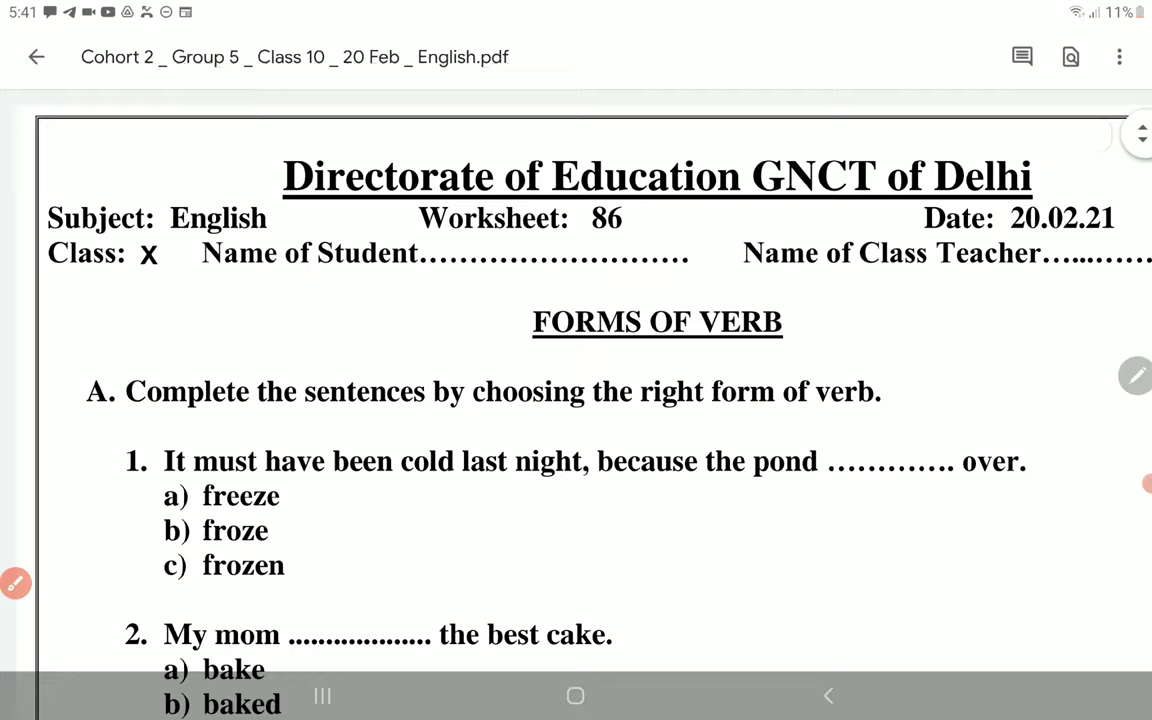 5:41
11%
Cohort 2 _ Group 5 _ Class 10 _ 20 Feb _ English.pdf
Directorate of Education GNCT of Delhi
Subject: English Worksheet: 86 Date: 20.02.21
Class: X Name of Student........................... Name of Class Teacher............
FORMS OF VERB
A. Complete the sentences by choosing the right form of verb.
1. It must have been cold last night, because the pond ............. over.
a) freeze
b) froze
c) frozen
2. My mom ................... the best cake.
a) bake
b) baked